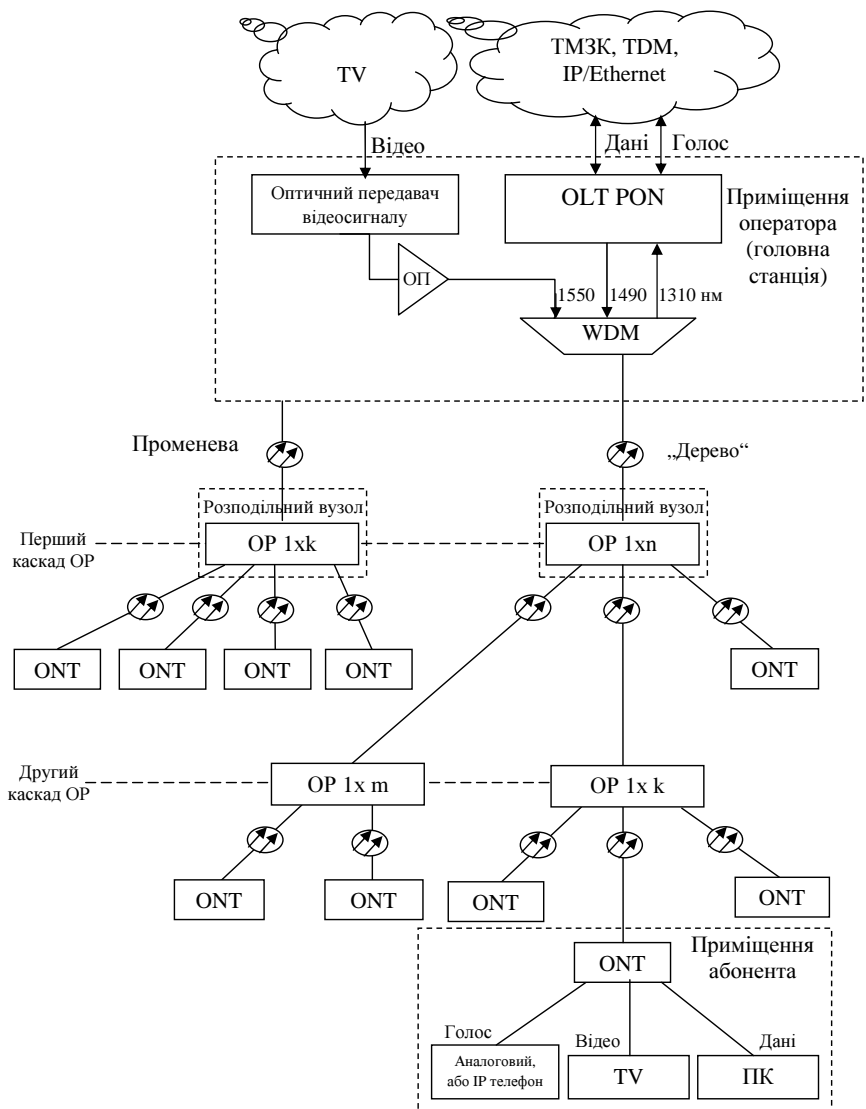 TV
ТМЗК, TDM,
IP/Ethernet
Відео
Дані
Голос
Оптичний передавач
відеосигналу
OLT PON
Приміщення
оператора
(головна
станція)
ОП
1550
1490
1310 нм
WDM
Променева
„Дерево“
Розподільний вузол
Розподільний вузол
Перший
каскад ОР
ОР 1xk
ОР 1xn
ONT
ONT
ONT
ONT
ONT
Другий
каскад ОР
ОР 1x m
ОР 1x k
ONT
ONT
ONT
ONT
Приміщення
абонента
ONT
Голос
Відео
Дані
Аналоговий,
або IP телефон
TV
ПК